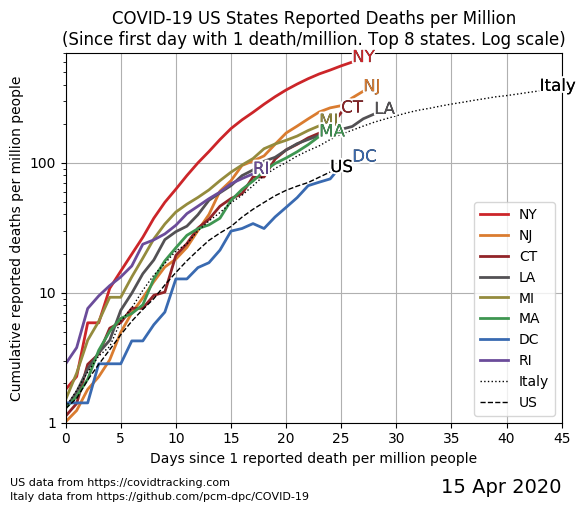 COVID-19 US States Reported Deaths per Million
(Since first day with 1 death/million. Top 8 states. Log scale)
Cumulative reported deaths per million people
100
10
1
NY
NJ
CT
LA
Italy
MI
MA
RI
US
DC
NY
NJ
CT
LA
MI
MA
DC
RI
Italy
US
0 5 10 15 20 25 30 35 40 45
Days since 1 reported death per million people
US data from https://covidtracking.com
Italy data from https://github.com/pcm-dpc/COVID-19
15 Apr 2020